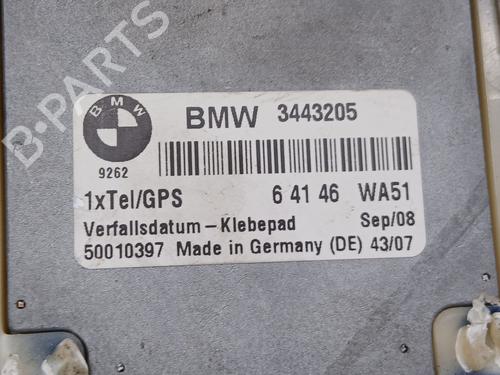 B-PARTS
BMW
BMW 3443205
9262
1xTel/GPS 6 41 46 WA51
Verfallsdatum – Klebepad Sep/08
50010397 Made in Germany (DE) 43/07